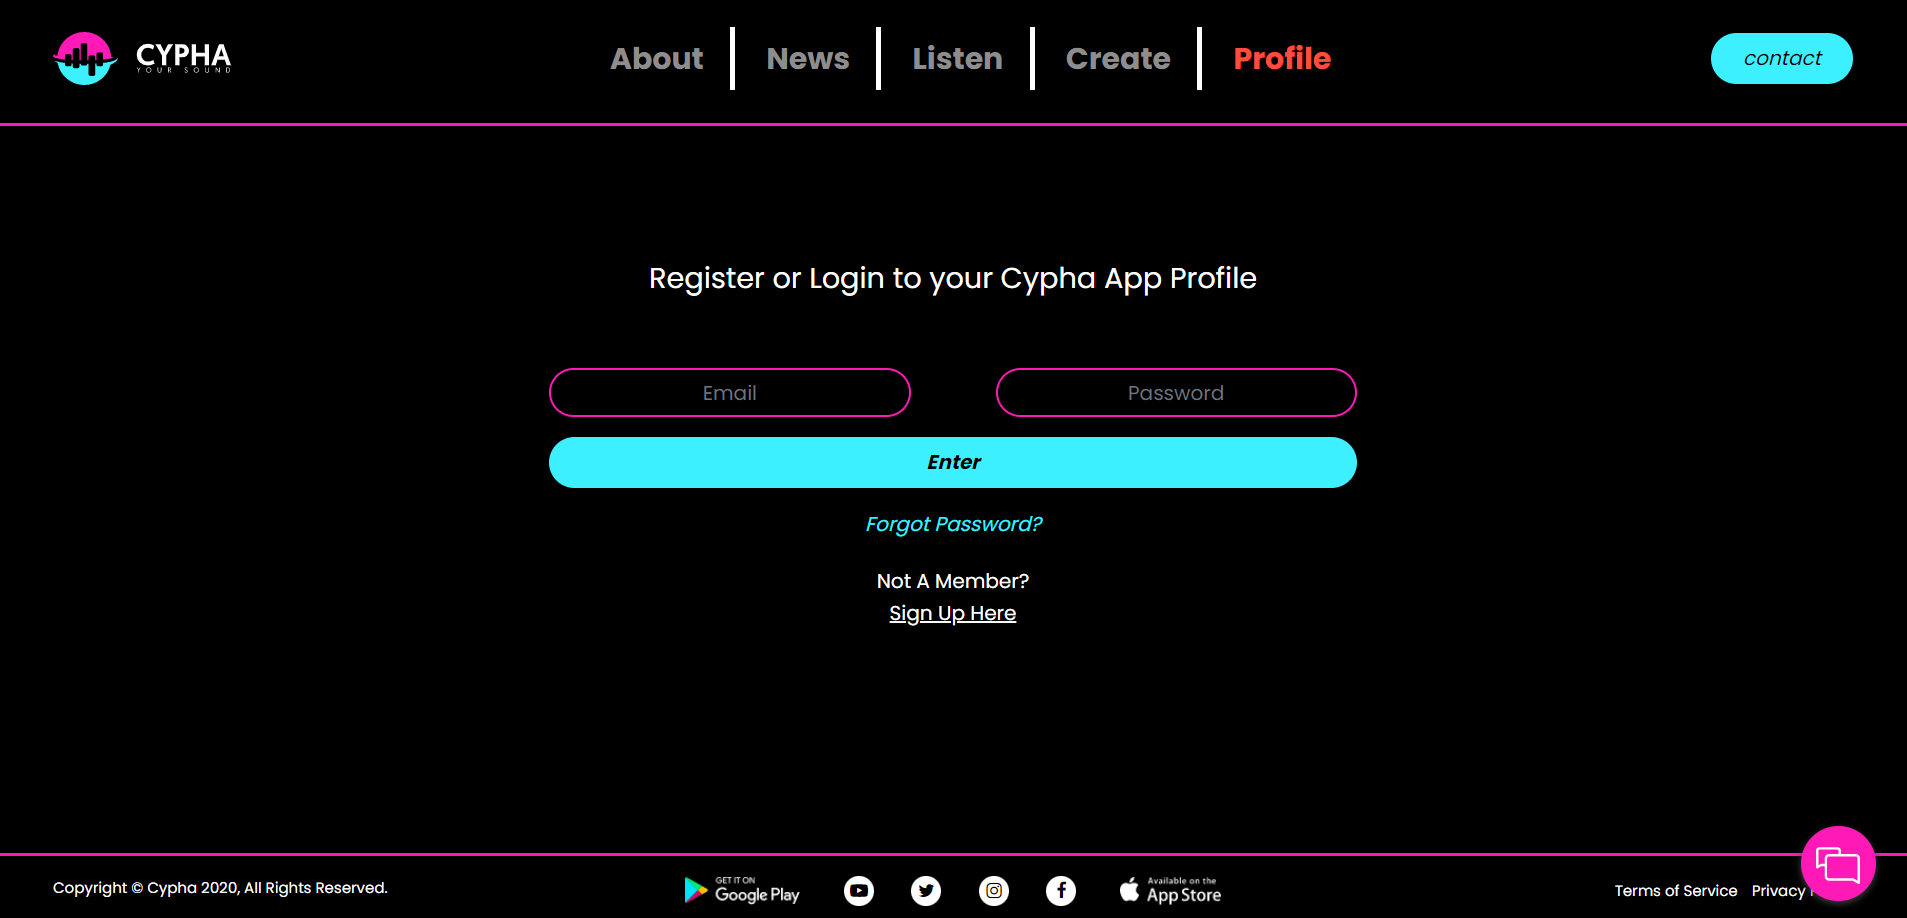 CYPHA
YOUR SOUND
About
News
Listen
Create
Profile
contact
Register or Login to your Cypha App Profile
Email
Password
Enter
Forgot Password?
Not A Member?
Sign Up Here
Copyright © Cypha 2020, All Rights Reserved.
GET IT ON
Google Play
Available on the
App Store
Terms of Service
Privacy